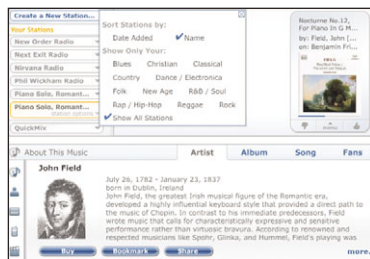 Create a New Station...
Your Stations
New Order Radio
Next Exit Radio
Nirvana Radio
Phil Wickham Radio
Piano Solo, Romant...
Piano Solo, Romant...
station options
QuickMix
Sort Stations by:
Date Added Name
Show Only Your:
Blues Christian Classical
Country Dance / Electronica
Folk New Age R&B / Soul
Rap / Hip-Hop Reggae Rock
Show All Stations
Nocturne No.12,
For Piano In G M...
by: Field, John [...
on: Benjamin Fri...
menu
About This Music
Artist Album Song Fans
John Field
July 26, 1782 - January 23, 1837
born in Dublin, Ireland
John Field, the greatest Irish musical figure of the Romantic era,
developed a highly influential keyboard style that provided a direct path to
the music of Chopin. In contrast to his immediate predecessors, Field
wrote music that calls for characteristically expressive and sensitive
performance rather than virtuosic bravura. According to renowned and
respected musicians like Spohr, Glinka, and Hummel, Field's playing was
Buy Bookmark Share more.